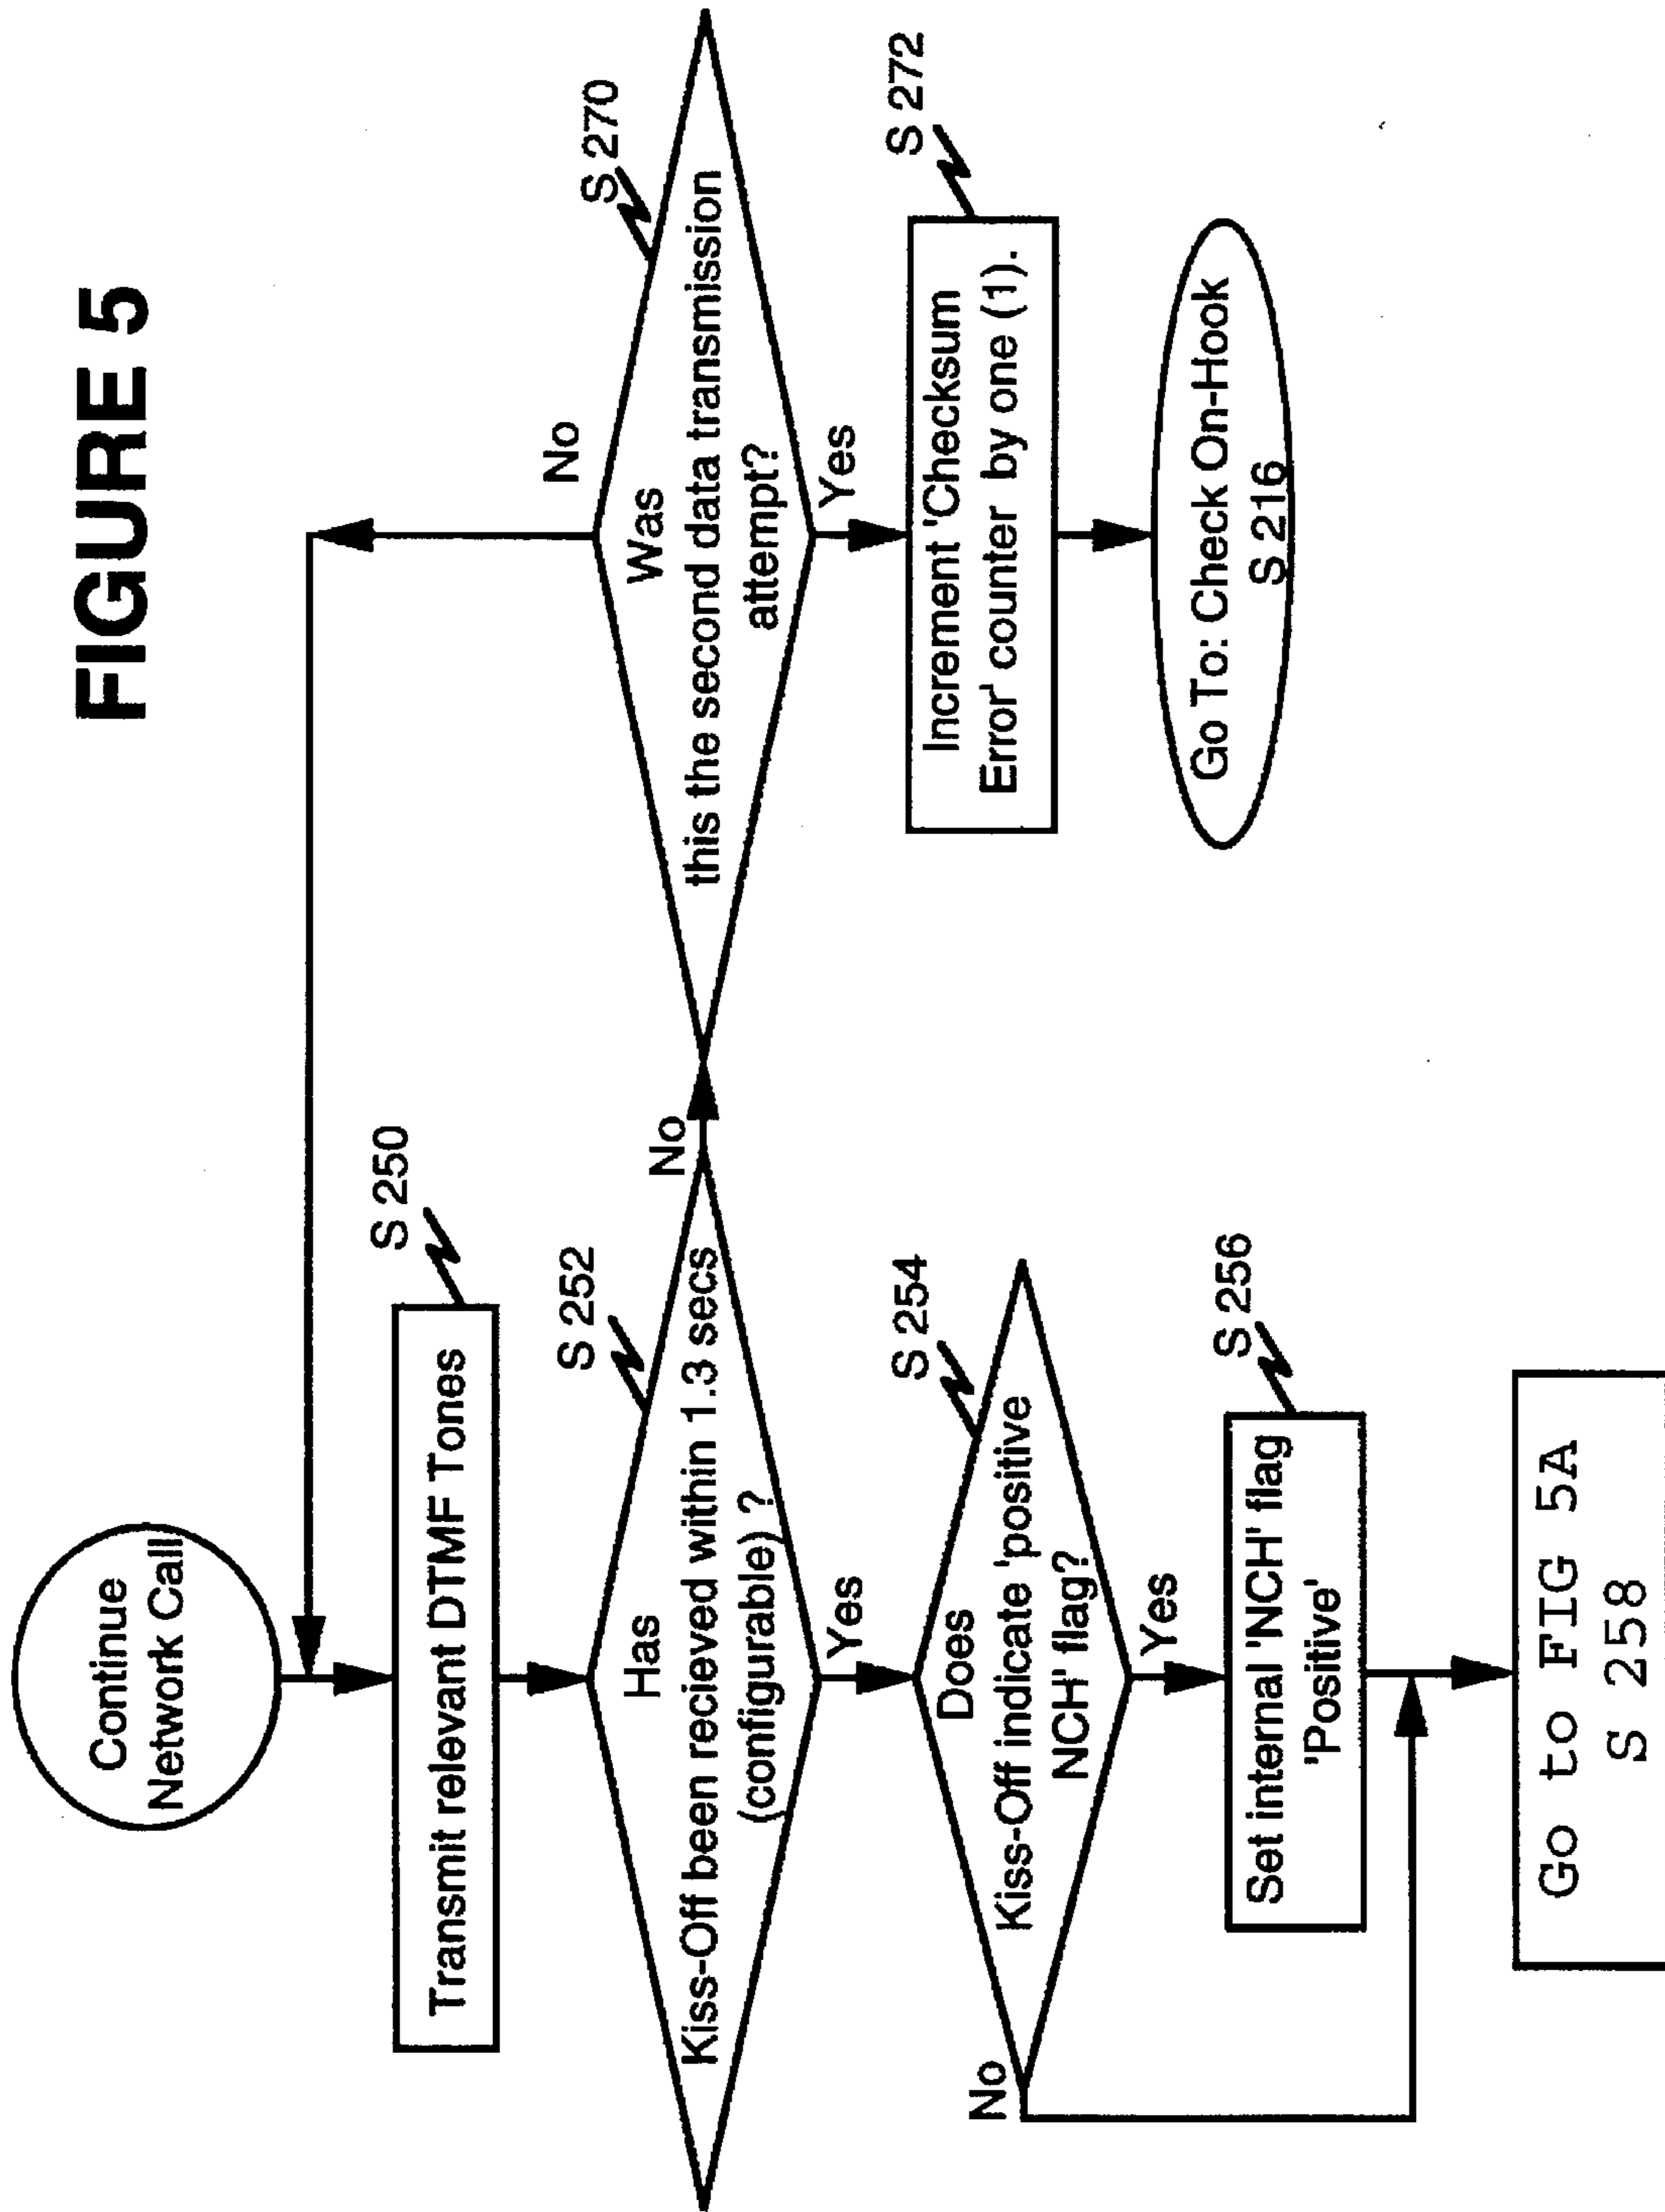 FIGURE 5
Continue
Network Call
S 250
Transmit relevant DTMF Tones
S 252
Has
Kiss-Off been recieved within 1.3 secs
(configurable) ?
No
Yes
S 270
Was
this the second data transmission
attempt?
No
Yes
S 272
Increment 'Checksum
Error' counter by one (1).
Go To: Check On-Hook
S 216
S 254
Does
Kiss-Off indicate 'positive
NCH' flag?
No
Yes
S 256
Set internal 'NCH' flag
'Positive'
Go to FIG 5A
S 258